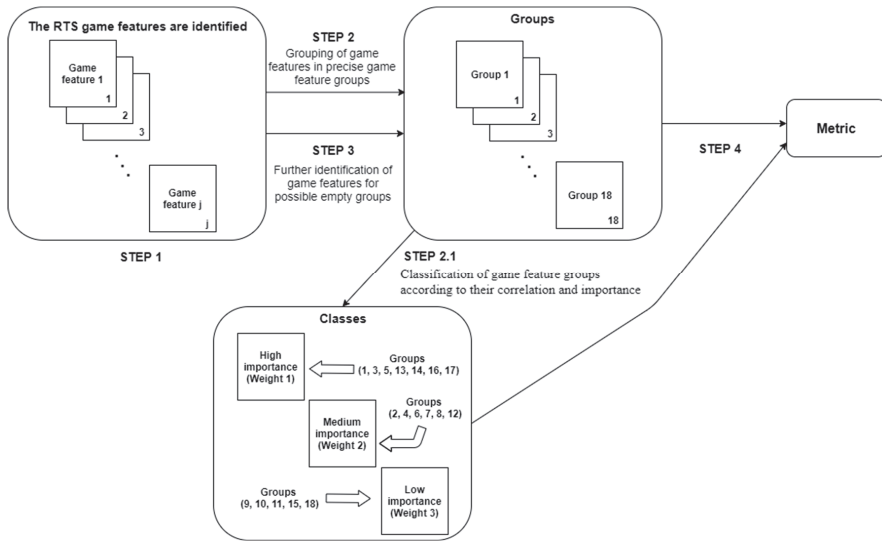 The RTS game features are identified
Game
feature 1
1
2
3
Game
feature j
j
STEP 1
STEP 2
Grouping of game
features in precise game
feature groups
STEP 3
Further identification of
game features for
possible empty groups
Groups
Group 1
1
2
3
Group 18
18
STEP 4
Metric
STEP 2.1
Classification of game feature groups
according to their correlation and importance
Classes
High
importance
(Weight 1)
Groups
(1, 3, 5, 13, 14, 16, 17)
Groups
(2, 4, 6, 7, 8, 12)
Medium
importance
(Weight 2)
Groups
(9, 10, 11, 15, 18)
Low
importance
(Weight 3)